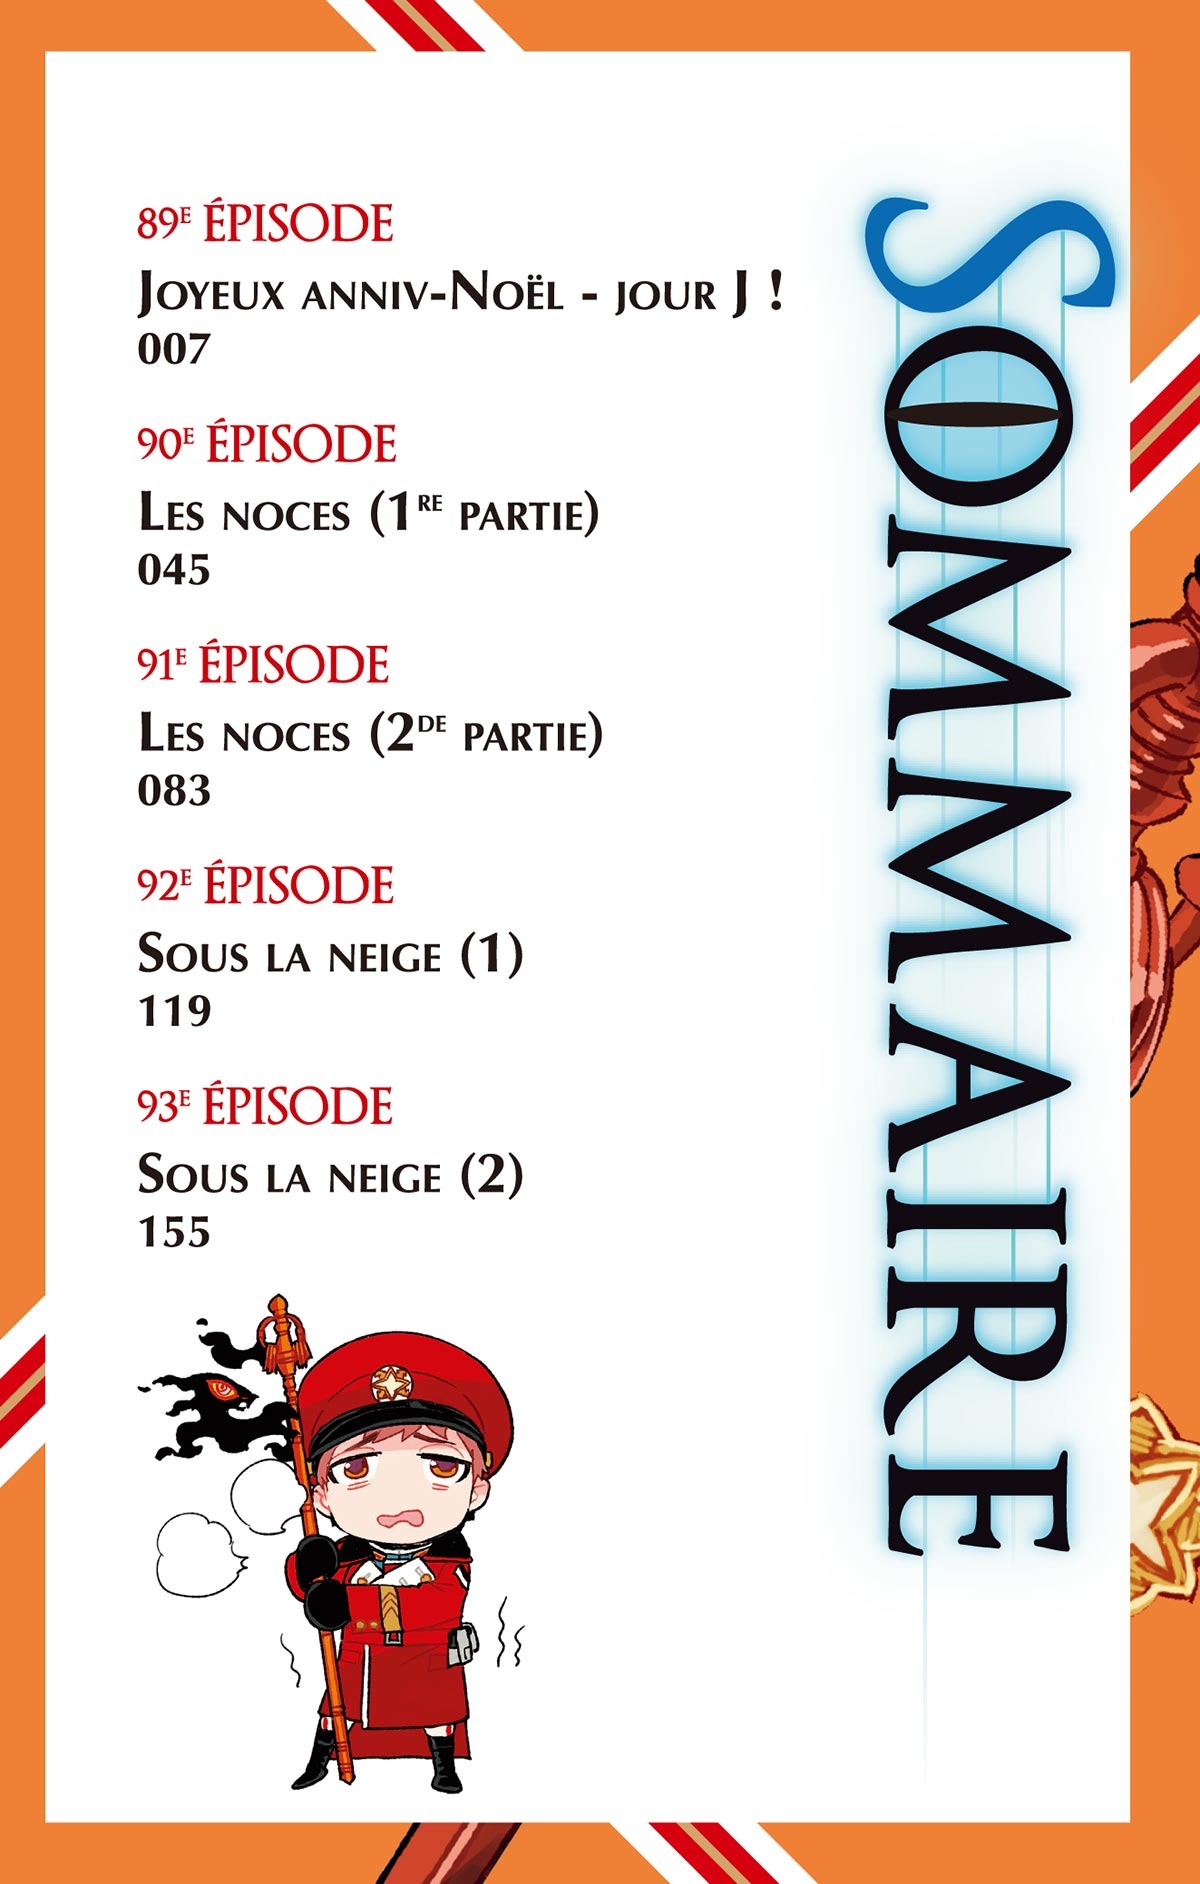 SOMMAIRE
89E ÉPISODE
JOYEUX ANNIV-NOËL - JOUR J !
007
90E ÉPISODE
LES NOCES (1RE PARTIE)
045
91E ÉPISODE
LES NOCES (2DE PARTIE)
083
92E ÉPISODE
SOUS LA NEIGE (1)
119
93E ÉPISODE
SOUS LA NEIGE (2)
155